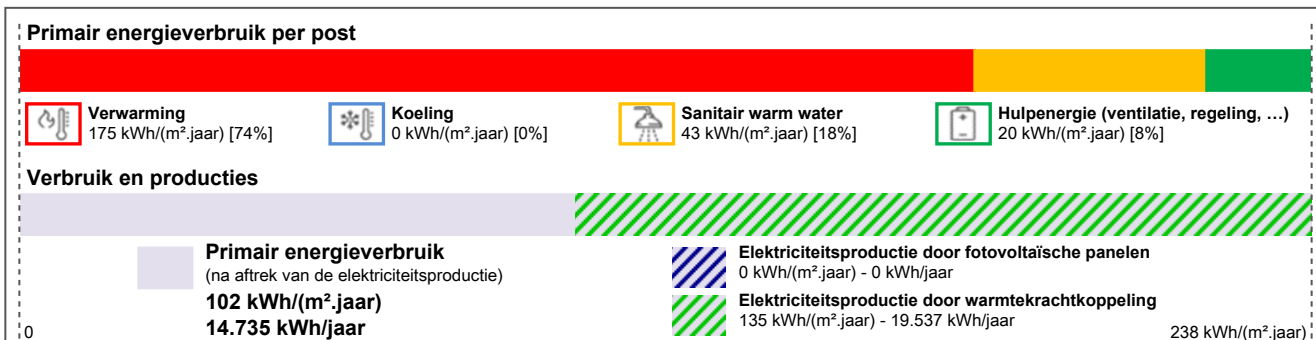 Primair energieverbruik per post
Verwarming
175 kWh/(m².jaar) [74%]
Koeling
0 kWh/(m².jaar) [0%]
Sanitair warm water
43 kWh/(m².jaar) [18%]
Hulpenergie (ventilatie, regeling, …)
20 kWh/(m².jaar) [8%]
Verbruik en producties
Primair energieverbruik
(na aftrek van de elektriciteitsproductie)
102 kWh/(m².jaar)
14.735 kWh/jaar
Elektriciteitsproductie door fotovoltaïsche panelen
0 kWh/(m².jaar) - 0 kWh/jaar
Elektriciteitsproductie door warmtekrachtkoppeling
135 kWh/(m².jaar) - 19.537 kWh/jaar
0
238 kWh/(m².jaar)